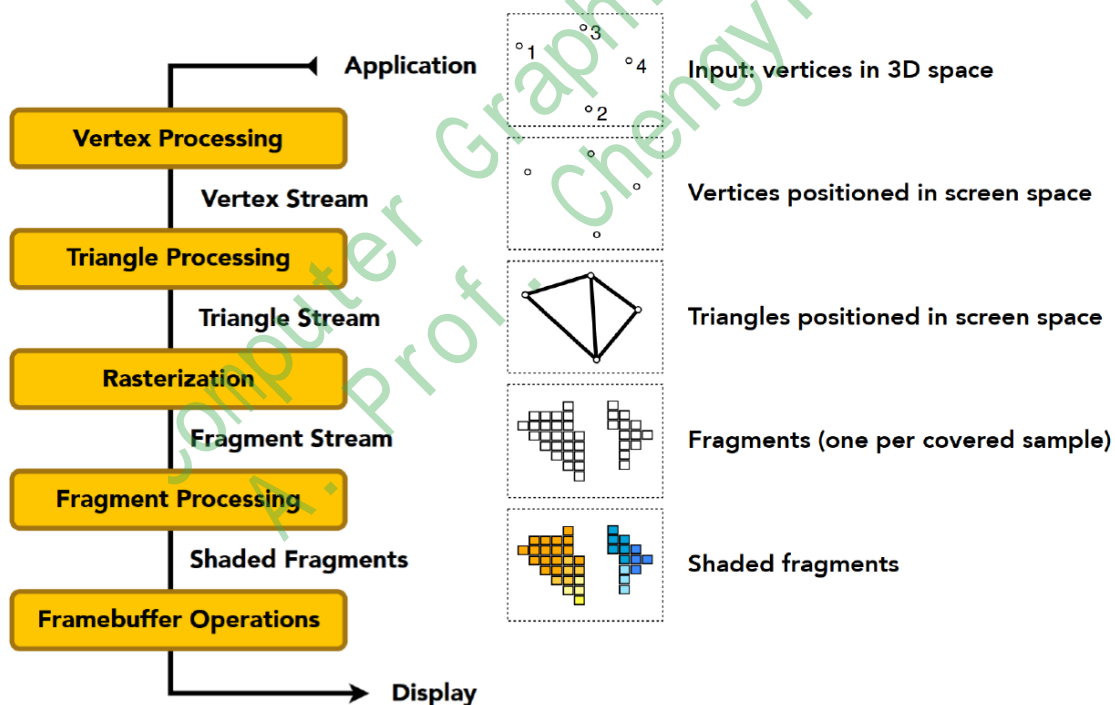 Application
1
3
4
2
Input: vertices in 3D space
Vertex Processing
Vertex Stream
Vertices positioned in screen space
Triangle Processing
Triangle Stream
Triangles positioned in screen space
Rasterization
Fragment Stream
Fragments (one per covered sample)
Fragment Processing
Shaded Fragments
Shaded fragments
Framebuffer Operations
Display
Computer Graph
A. Prof. Chengy